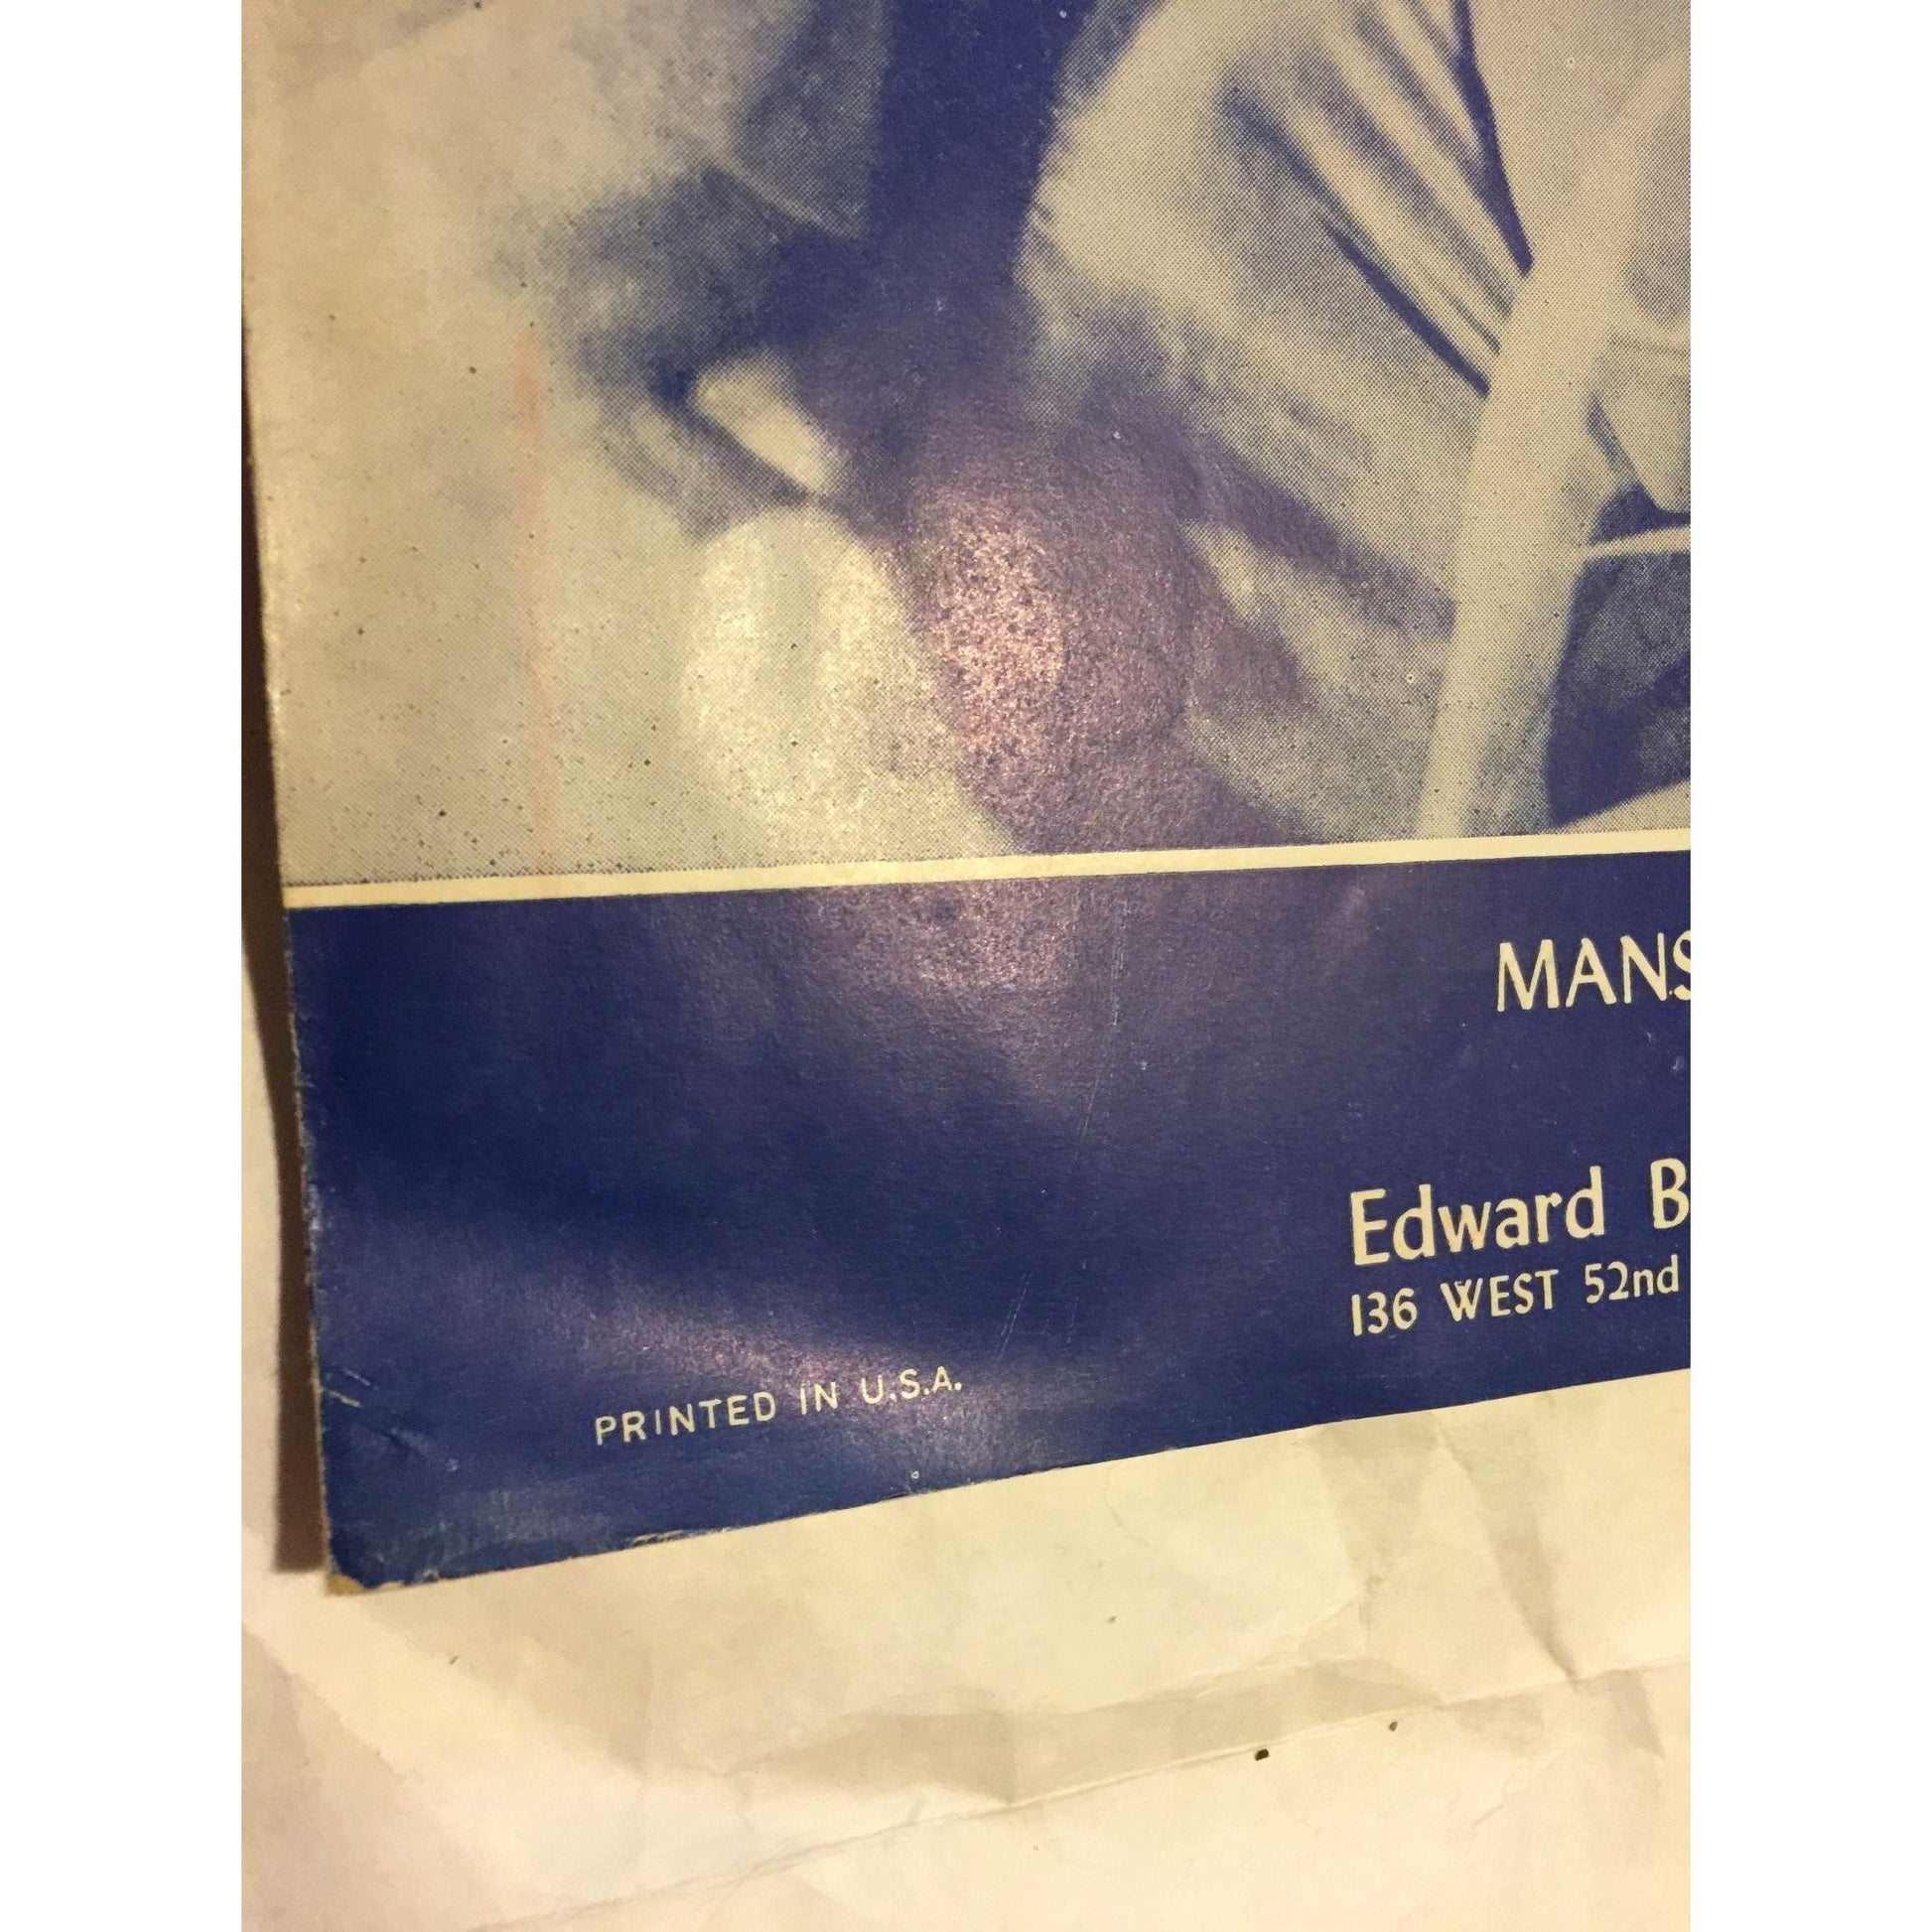 MANS
Edward B
136 WEST 52nd
PRINTED IN U.S.A.